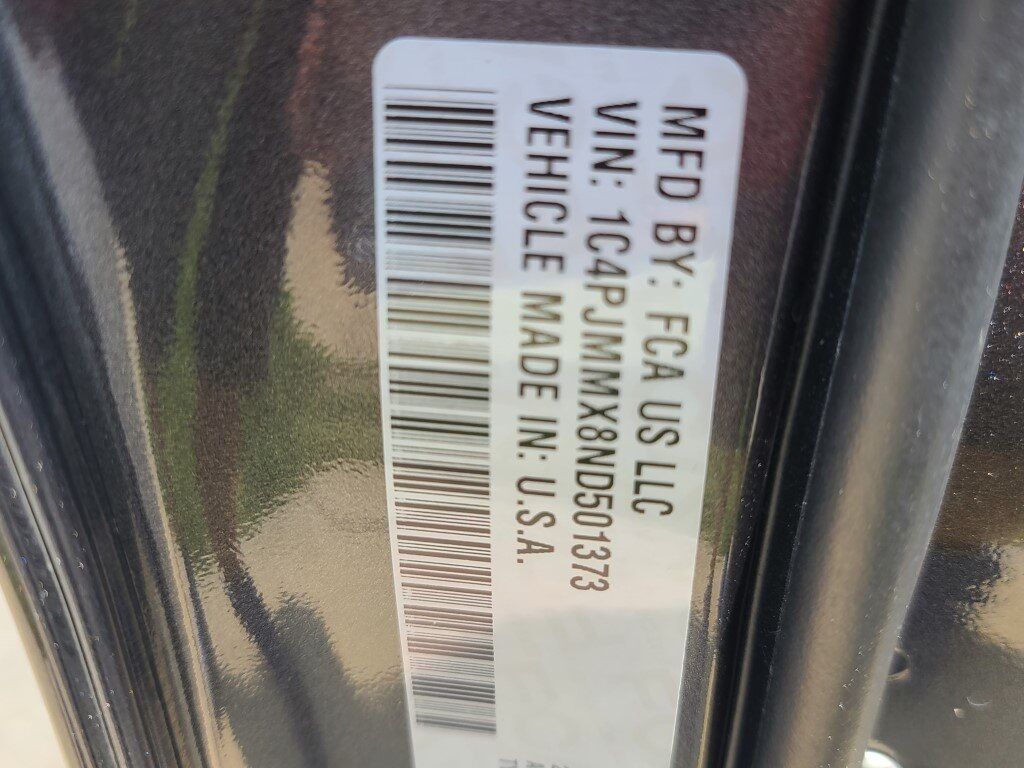 MFD BY: FCA US LLC
VIN: 1C4PJMMX8ND501373
VEHICLE MADE IN: U.S.A.